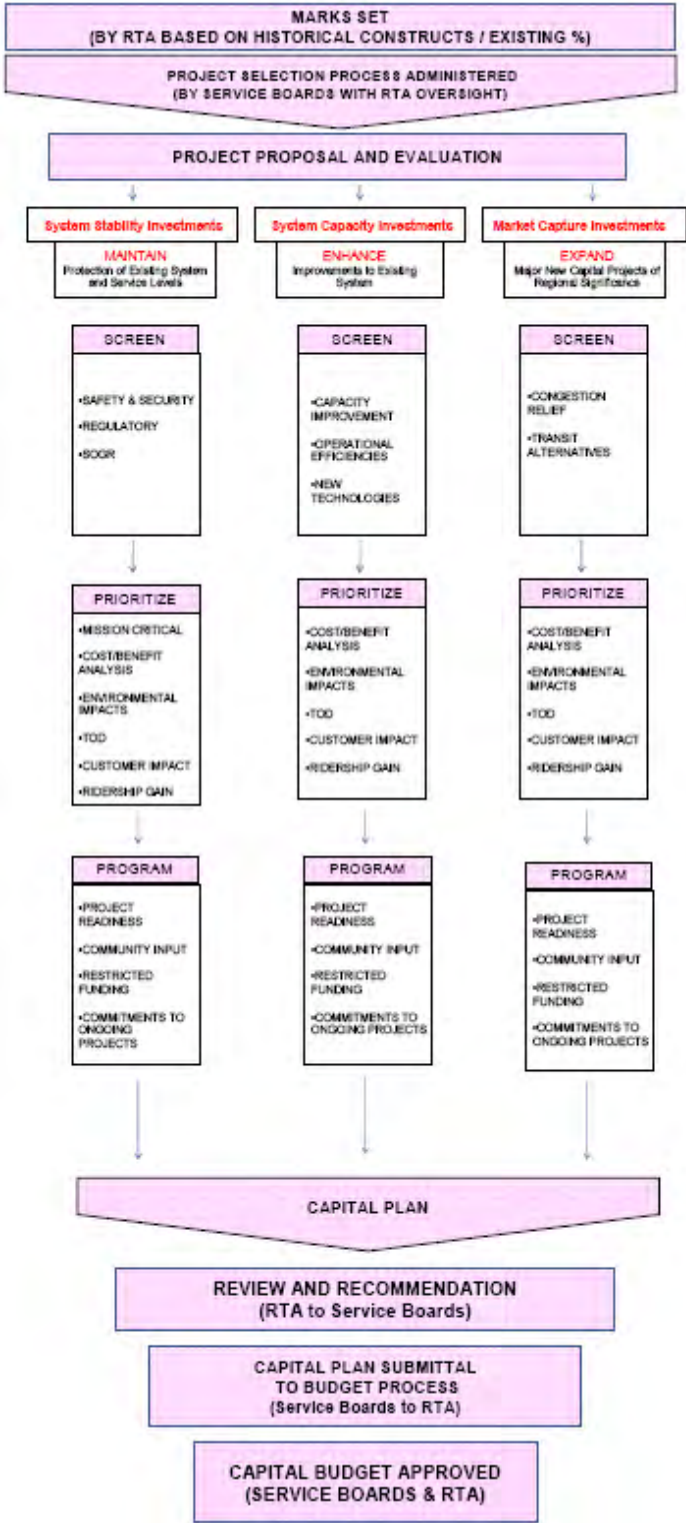 MARKS SET
(BY RTA BASED ON HISTORICAL CONSTRUCTS / EXISTING %)
PROJECT SELECTION PROCESS ADMINISTERED
(BY SERVICE BOARDS WITH RTA OVERSIGHT)
PROJECT PROPOSAL AND EVALUATION
System Stability Investments
MAINTAIN
Protection of Existing System
and Service Levels
SCREEN
•SAFETY & SECURITY
•REGULATORY
•SOGR
PRIORITIZE
•MISSION CRITICAL
•COST/BENEFIT
ANALYSIS
•ENVIRONMENTAL
IMPACTS
•TOD
•CUSTOMER IMPACT
•RIDERSHIP GAIN
PROGRAM
•PROJECT
READINESS
•COMMUNITY INPUT
•RESTRICTED
FUNDING
•COMMITMENTS TO
ONGOING
PROJECTS
System Capacity Investments
ENHANCE
Improvements to Existing
System
SCREEN
•CAPACITY
IMPROVEMENT
•OPERATIONAL
EFFICIENCIES
•NEW
TECHNOLOGIES
PRIORITIZE
•COST/BENEFIT
ANALYSIS
•ENVIRONMENTAL
IMPACTS
•TOD
•CUSTOMER IMPACT
•RIDERSHIP GAIN
PROGRAM
•PROJECT
READINESS
•COMMUNITY INPUT
•RESTRICTED
FUNDING
•COMMITMENTS TO
ONGOING PROJECTS
Market Capture Investments
EXPAND
Major New Capital Projects of
Regional Significance
SCREEN
•CONGESTION
RELIEF
•TRANSIT
ALTERNATIVES
PRIORITIZE
•COST/BENEFIT
ANALYSIS
•ENVIRONMENTAL
IMPACTS
•TOD
•CUSTOMER IMPACT
•RIDERSHIP GAIN
PROGRAM
•PROJECT
READINESS
•COMMUNITY INPUT
•RESTRICTED
FUNDING
•COMMITMENTS TO
ONGOING PROJECTS
CAPITAL PLAN
REVIEW AND RECOMMENDATION
(RTA to Service Boards)
CAPITAL PLAN SUBMITTAL
TO BUDGET PROCESS
(Service Boards to RTA)
CAPITAL BUDGET APPROVED
(SERVICE BOARDS & RTA)